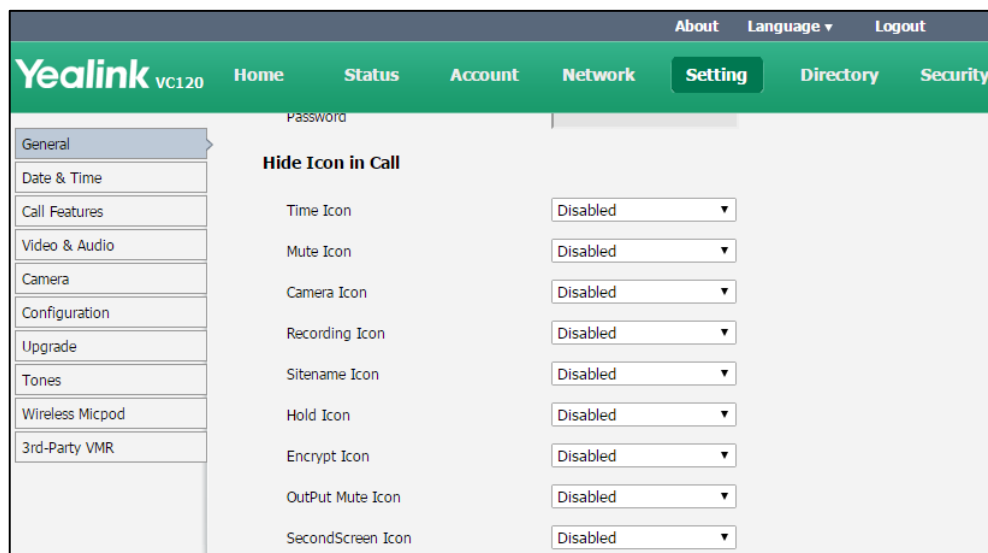 About Language ▾ Logout
Yealink VC120 Home Status Account Network Setting Directory Security
Password
General
Hide Icon in Call
Date & Time
Time Icon Disabled
Call Features
Video & Audio
Mute Icon Disabled
Camera
Camera Icon Disabled
Configuration
Recording Icon Disabled
Upgrade
Tones
Sitename Icon Disabled
Wireless Micpod
Hold Icon Disabled
3rd-Party VMR
Encrypt Icon Disabled
OutPut Mute Icon Disabled
SecondScreen Icon Disabled